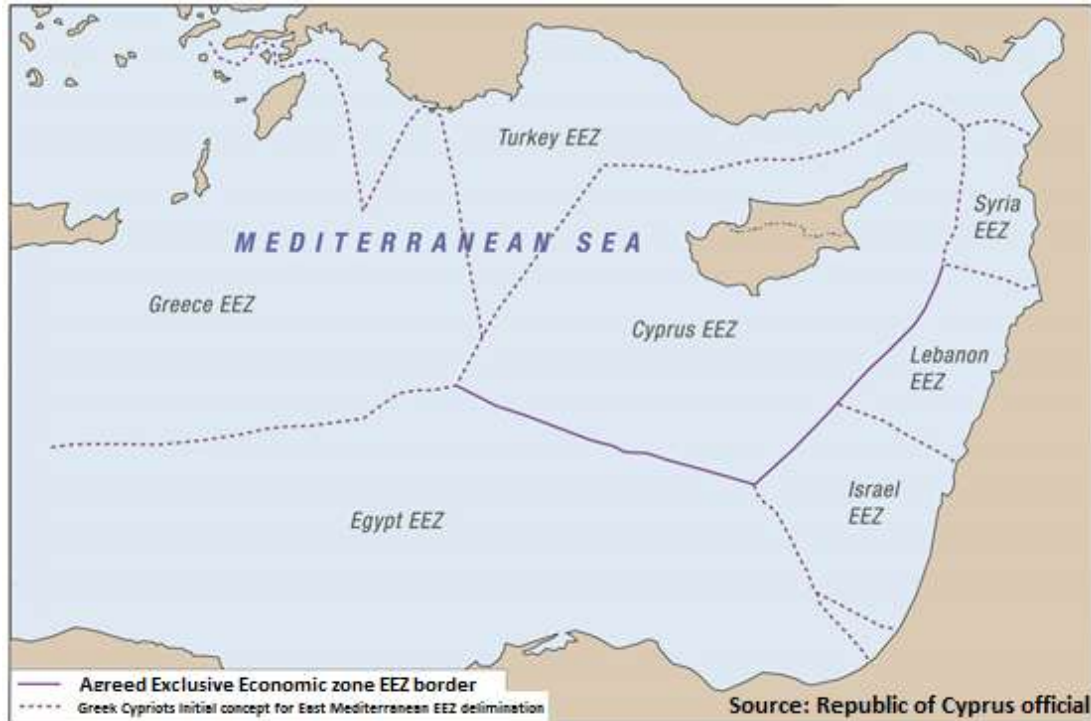 Turkey EEZ
Syria
EEZ
MEDITERRANEAN SEA
Greece EEZ
Cyprus EEZ
Lebanon
EEZ
Israel
EEZ
Egypt EEZ
Agreed Exclusive Economic zone EEZ border
Greek Cypriots Initial concept for East Mediterranean EEZ delimination
Source: Republic of Cyprus official